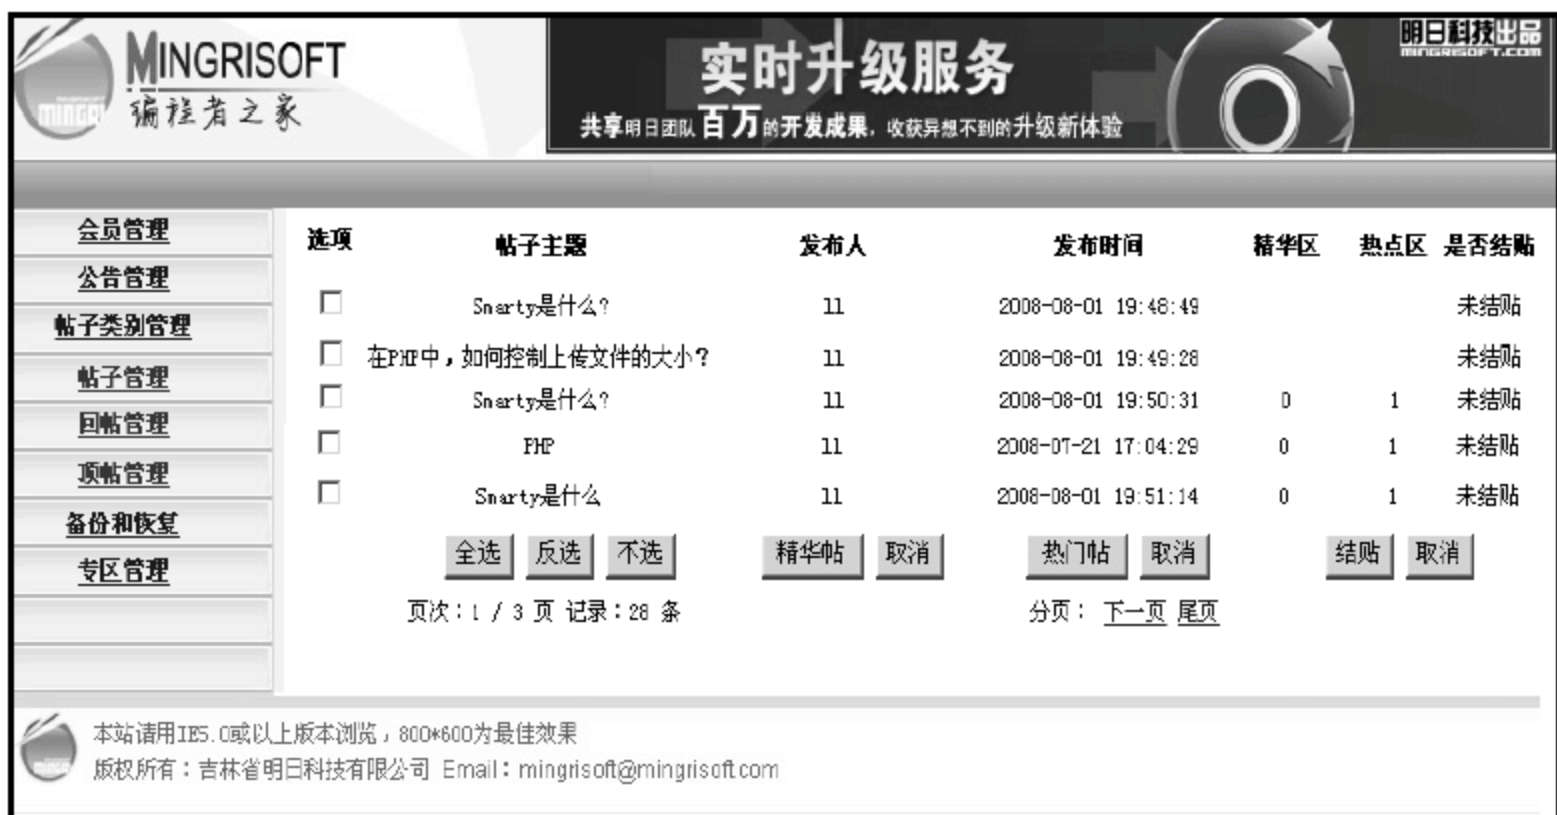 MINGRISOFT
编程者之家
实时升级服务
共享明日团队百万的开发成果，收获异想不到的升级新体验
明日科技出品
MINGRISOFT.COM
会员管理
公告管理
帖子类别管理
帖子管理
回帖管理
顶帖管理
备份和恢复
专区管理
选项 帖子主题 发布人 发布时间 精华区 热点区 是否结贴
Smarty是什么? 11 2008-08-01 19:48:49 未结贴
在PHP中，如何控制上传文件的大小? 11 2008-08-01 19:49:28 未结贴
Smarty是什么? 11 2008-08-01 19:50:31 0 1 未结贴
PHP 11 2008-07-21 17:04:29 0 1 未结贴
Smarty是什么 11 2008-08-01 19:51:14 0 1 未结贴
全选 反选 不选 精华帖 取消 热门帖 取消 结贴 取消
页次：1 / 3 页 记录：28 条 分页： 下一页 尾页
本站请用IE5.0或以上版本浏览，800*600为最佳效果
版权所有：吉林省明日科技有限公司 Email：mingrisoft@mingrisoft.com